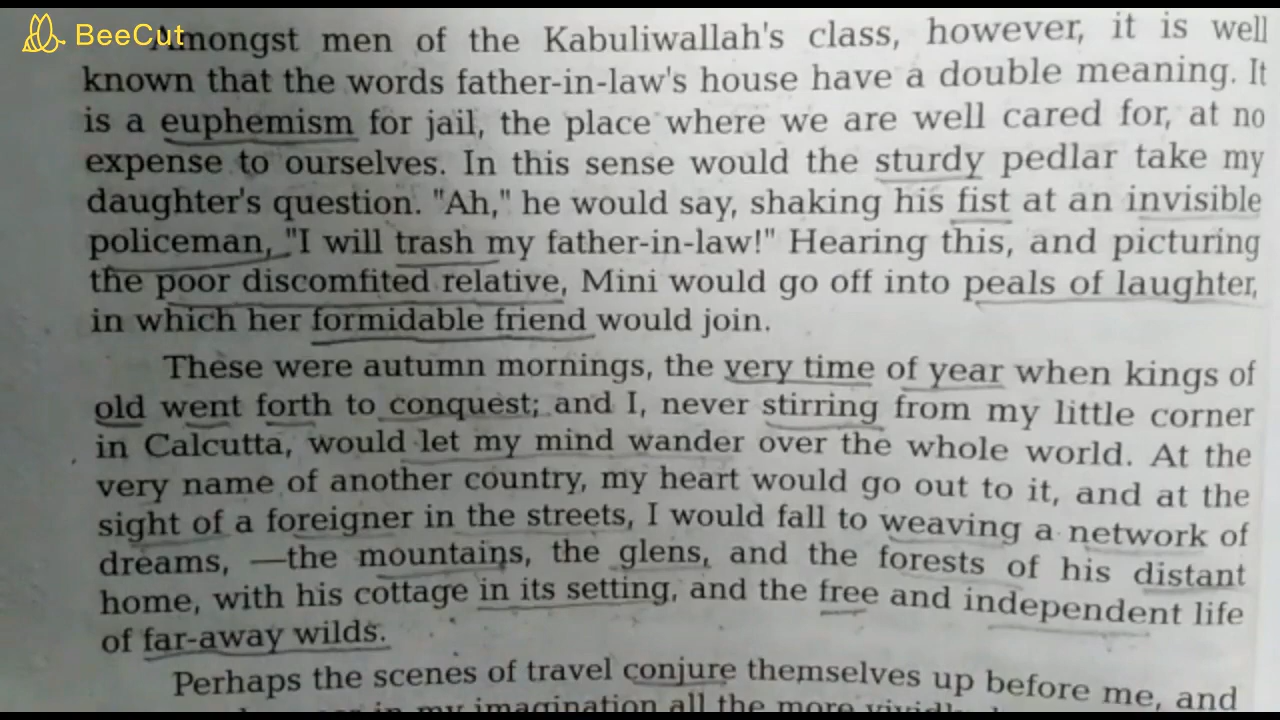 BeeCut
Amongst men of the Kabuliwallah's class, however, it is well
known that the words father-in-law's house have a double meaning. It
is a euphemism for jail, the place where we are well cared for, at no
expense to ourselves. In this sense would the sturdy pedlar take my
daughter's question. "Ah," he would say, shaking his fist at an invisible
policeman, "I will trash my father-in-law!" Hearing this, and picturing
the poor discomfited relative, Mini would go off into peals of laughter,
in which her formidable friend would join.
These were autumn mornings, the very time of year when kings of
old went forth to conquest; and I, never stirring from my little corner
in Calcutta, would let my mind wander over the whole world. At the
very name of another country, my heart would go out to it, and at the
sight of a foreigner in the streets, I would fall to weaving a network of
dreams, —the mountains, the glens, and the forests of his distant
home, with his cottage in its setting, and the free and independent life
of far-away wilds.
Perhaps the scenes of travel conjure themselves up before me, and
in my imagination all the more vividly